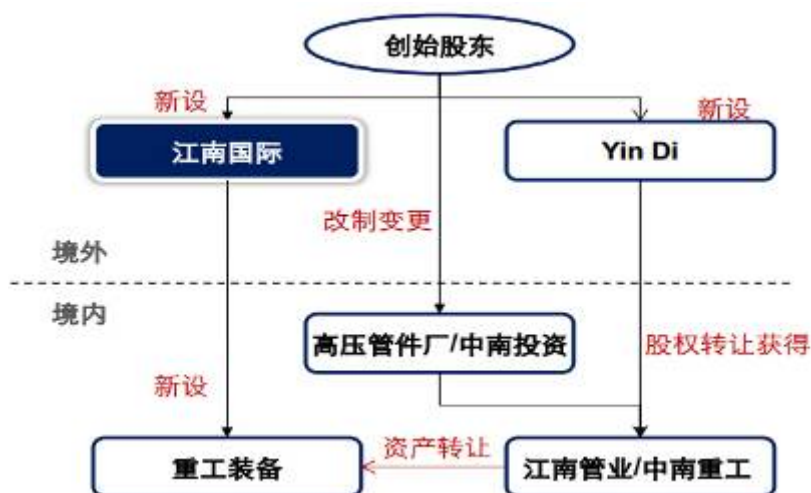 创始股东
新设
新设
江南国际
Yin Di
改制变更
境外
境内
高压管件厂/中南投资
股权转让获得
新设
资产转让
重工装备
江南管业/中南重工